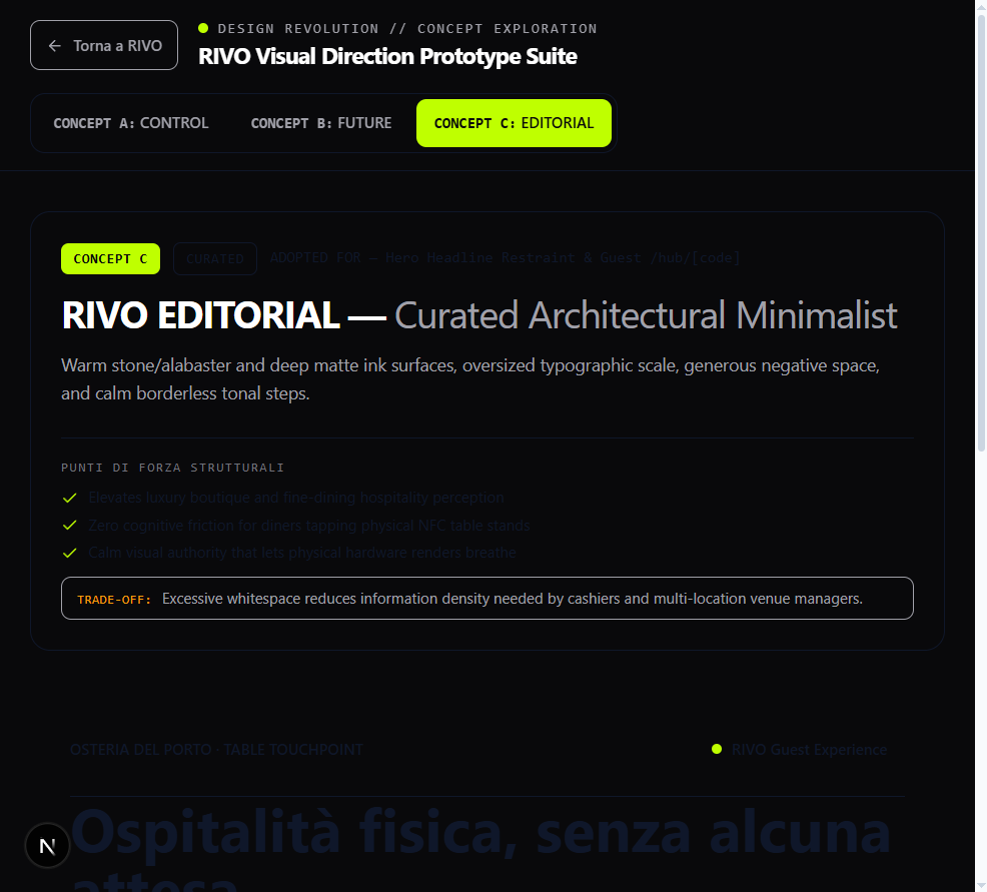 ← Torna a RIVO
DESIGN REVOLUTION // CONCEPT EXPLORATION
RIVO Visual Direction Prototype Suite
CONCEPT A: CONTROL
CONCEPT B: FUTURE
CONCEPT C: EDITORIAL
CONCEPT C
CURATED
ADOPTED FOR — Hero Headline Restraint & Guest /hub/[code]
RIVO EDITORIAL — Curated Architectural Minimalist
Warm stone/alabaster and deep matte ink surfaces, oversized typographic scale, generous negative space,
and calm borderless tonal steps.
PUNTI DI FORZA STRUTTURALI
Elevates luxury boutique and fine-dining hospitality perception
Zero cognitive friction for diners tapping physical NFC table stands
Calm visual authority that lets physical hardware renders breathe
TRADE-OFF: Excessive whitespace reduces information density needed by cashiers and multi-location venue managers.
OSTERIA DEL PORTO · TABLE TOUCHPOINT
RIVO Guest Experience
Ospitalità fisica, senza alcuna
attesa
N